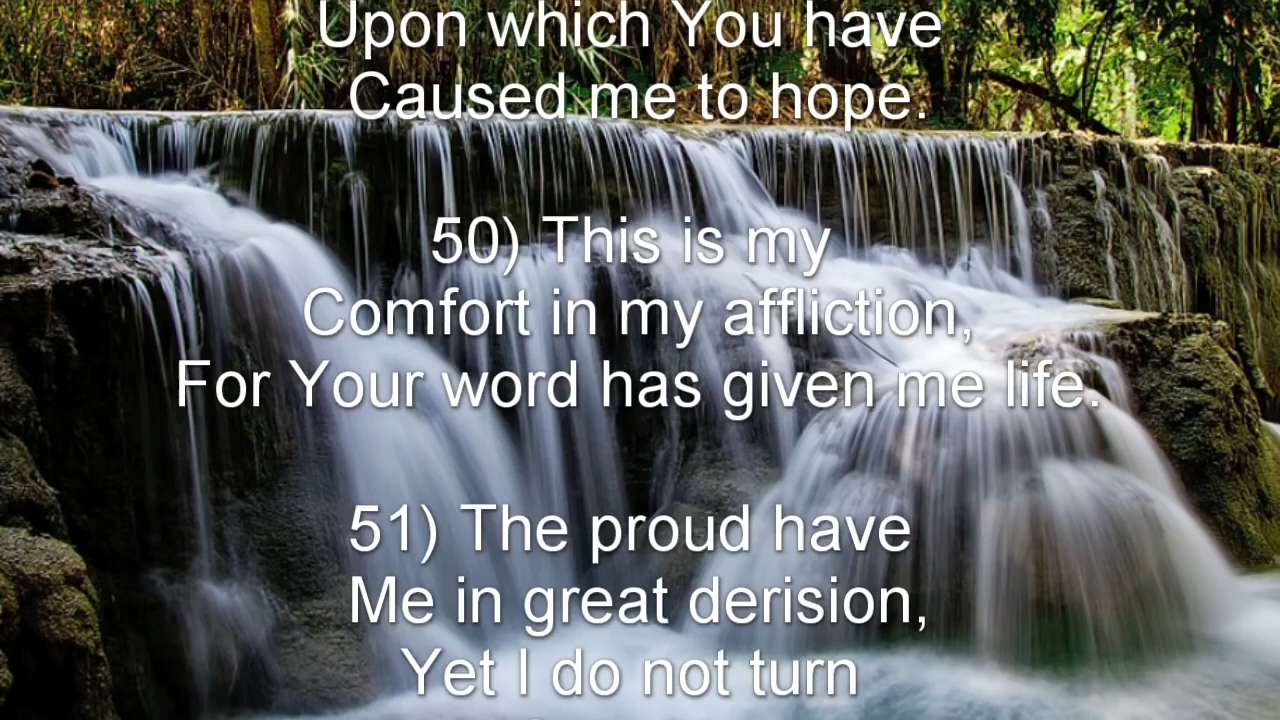 Upon which You have
Caused me to hope.
50) This is my
Comfort in my affliction,
For Your word has given me life.
51) The proud have
Me in great derision,
Yet I do not turn